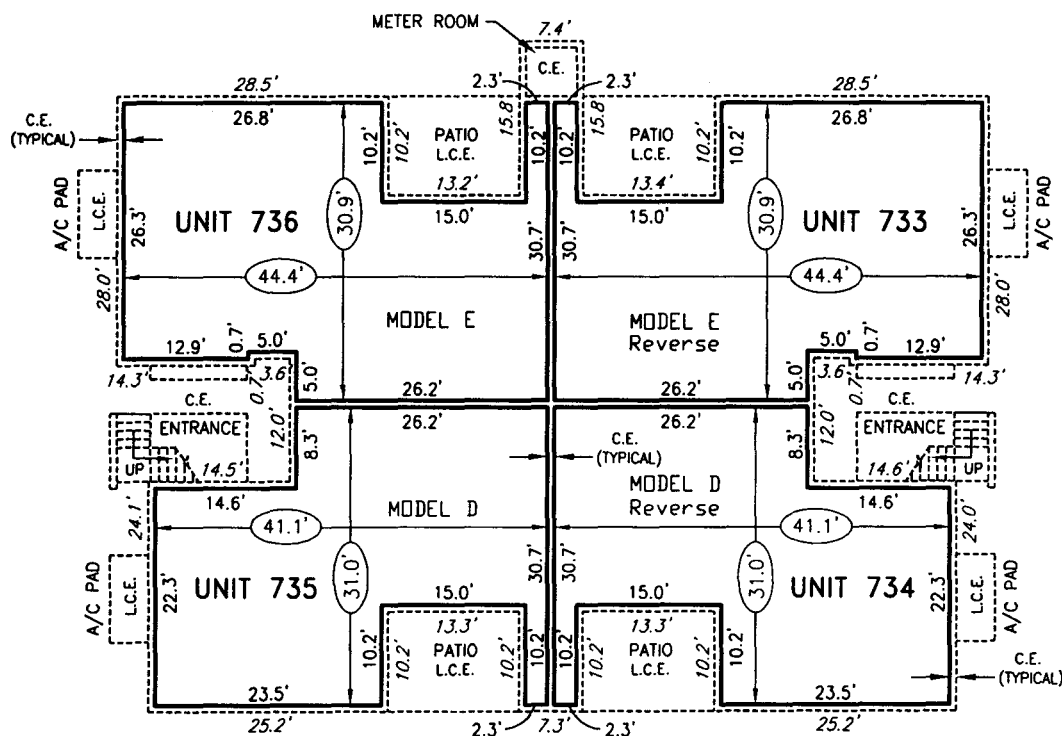 METER ROOM
7.4'
C.E.
2.3'
2.3'
28.5'
28.5'
26.8'
26.8'
C.E.
(TYPICAL)
10.2'
10.2'
PATIO
L.C.E.
15.8'
10.2'
10.2'
15.8'
PATIO
L.C.E.
10.2'
10.2'
13.2'
13.4'
15.0'
15.0'
A/C PAD
L.C.E.
26.3'
UNIT 736
30.9'
30.7'
30.7'
30.9'
UNIT 733
26.3'
L.C.E.
A/C PAD
28.0'
44.4'
44.4'
28.0'
MODEL E
MODEL E
Reverse
12.9'
0.7'
5.0'
5.0'
0.7'
12.9'
14.3'
0.7'
3.6'
5.0'
26.2'
26.2'
5.0'
3.6'
0.7'
14.3'
C.E.
C.E.
ENTRANCE
12.0'
8.3'
26.2'
26.2'
8.3'
12.0'
ENTRANCE
C.E.
(TYPICAL)
UP
14.5'
14.6'
UP
14.6'
14.6'
24.1'
MODEL D
MODEL D
Reverse
24.0'
41.1'
41.1'
A/C PAD
L.C.E.
22.3'
UNIT 735
31.0'
30.7'
30.7'
31.0'
UNIT 734
22.3'
L.C.E.
A/C PAD
15.0'
15.0'
13.3'
13.3'
10.2'
10.2'
PATIO
L.C.E.
10.2'
10.2'
10.2'
10.2'
PATIO
L.C.E.
10.2'
10.2'
C.E.
(TYPICAL)
23.5'
23.5'
25.2'
2.3'
7.3'
2.3'
25.2'